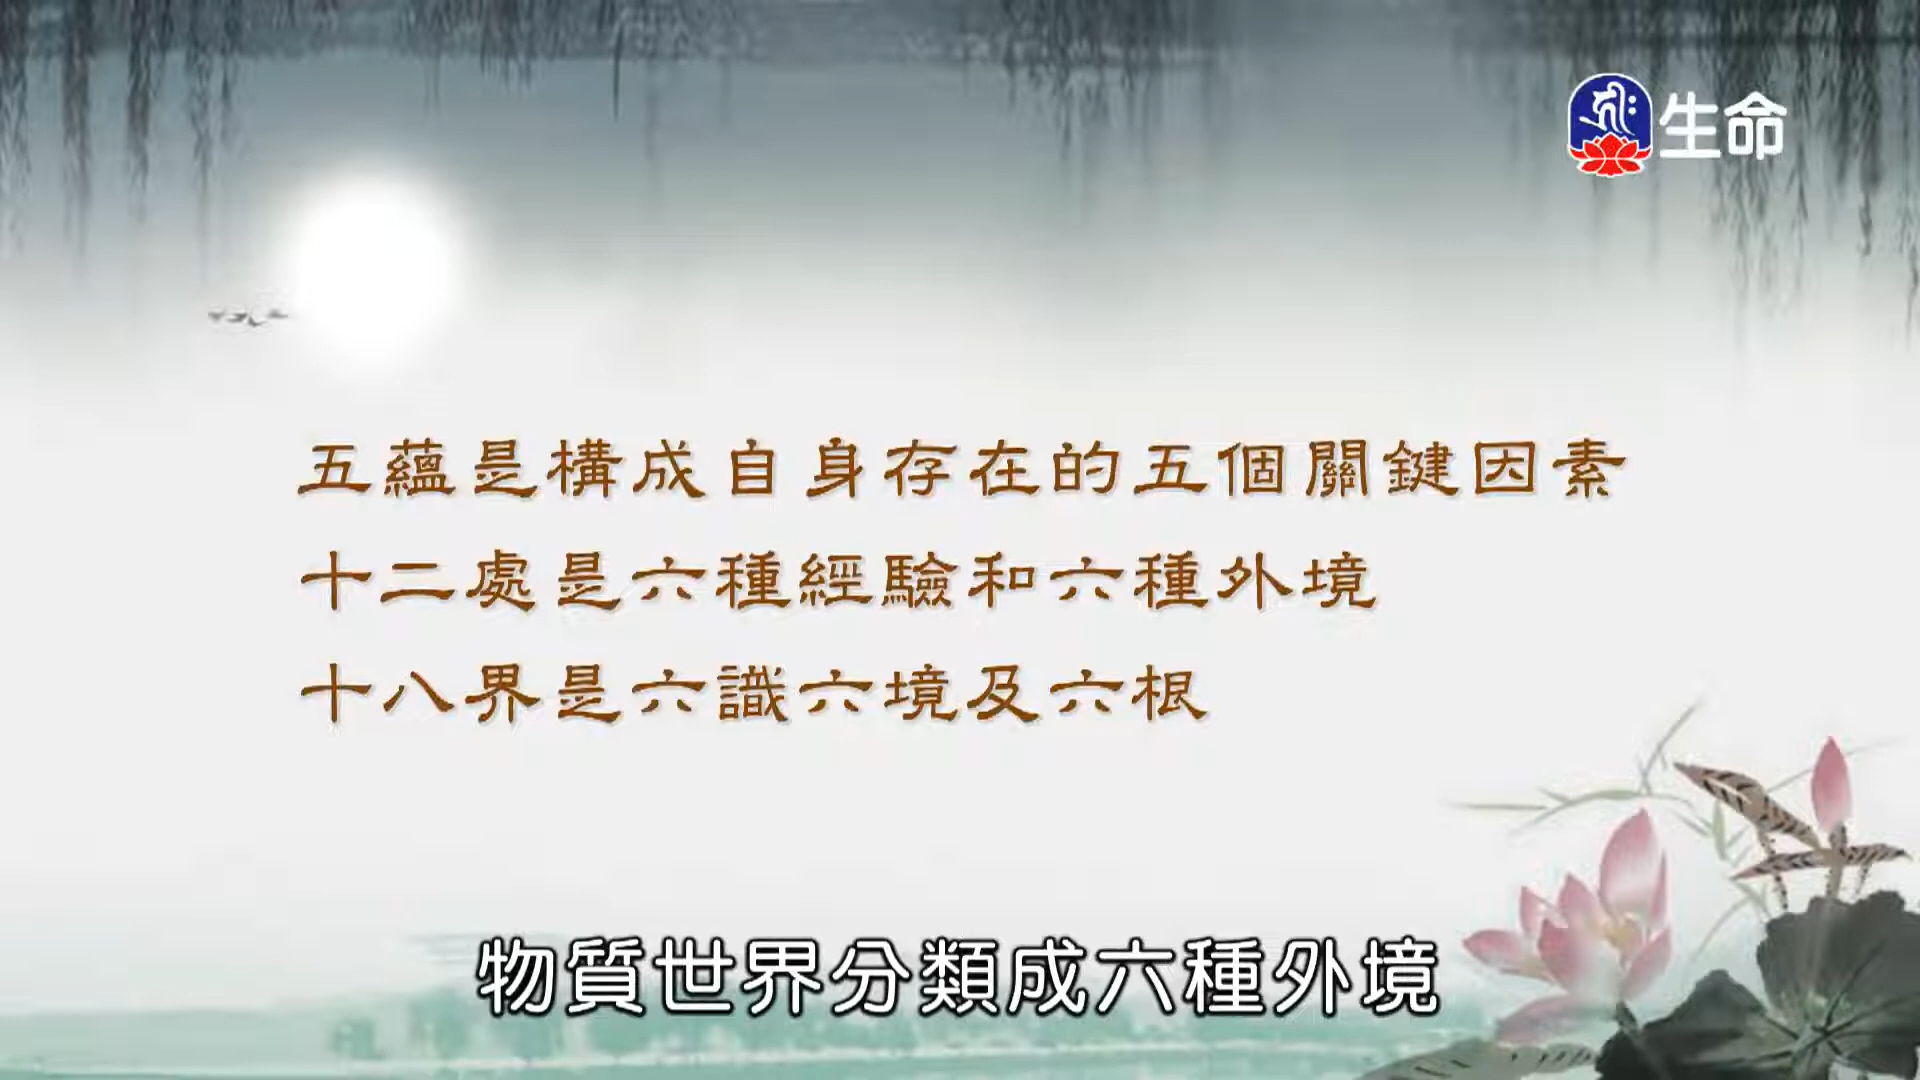 生命
五蘊是構成自身存在的五個關鍵因素
十二處是六種經驗和六種外境
十八界是六識六境及六根
物質世界分類成六種外境